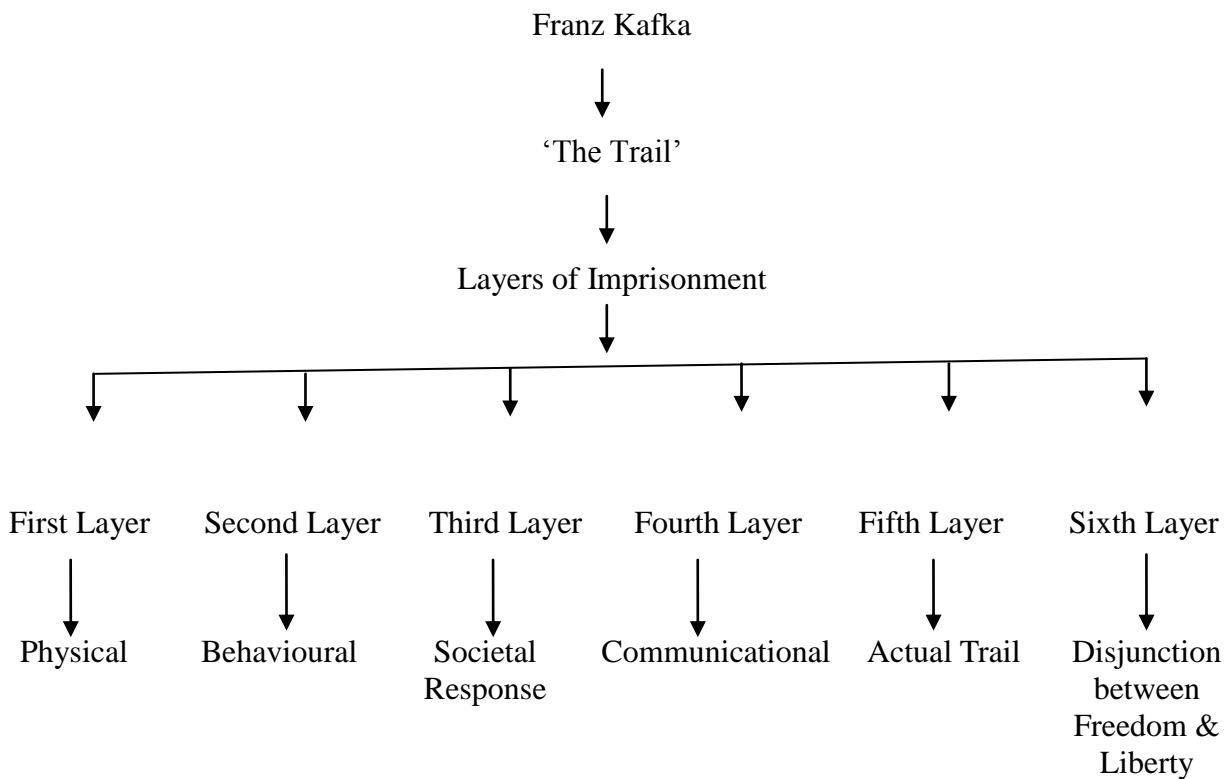 Franz Kafka
‘The Trail’
Layers of Imprisonment
First Layer
Second Layer
Third Layer
Fourth Layer
Fifth Layer
Sixth Layer
Physical
Behavioural
Societal
Response
Communicational
Actual Trail
Disjunction
between
Freedom &
Liberty